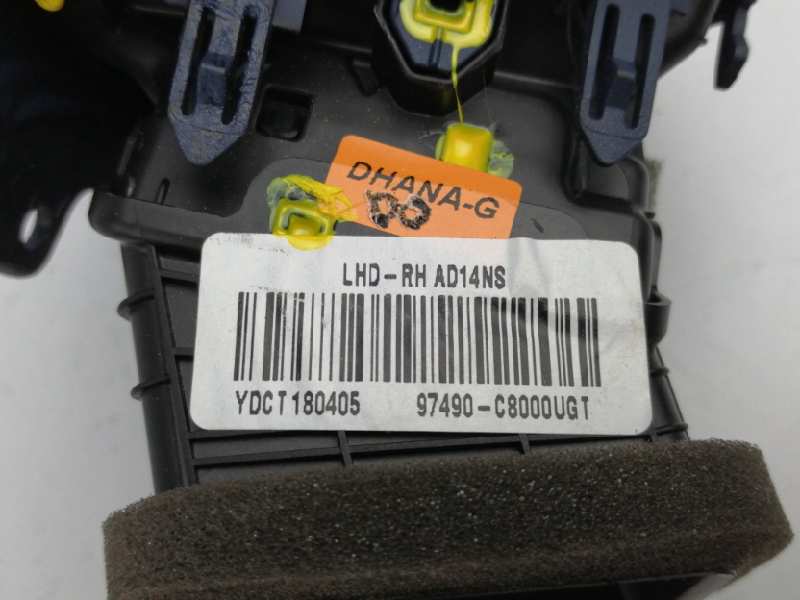 DHANA-G
LHD-RH AD14NS
YDCT180405 97490-C8000UGT